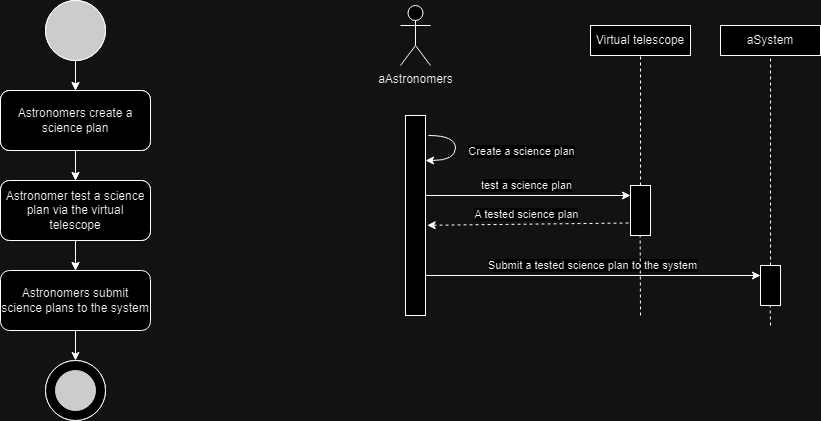 Astronomers create a
science plan
Astronomer test a science
plan via the virtual
telescope
Astronomers submit
science plans to the system
aAstronomers
Virtual telescope
aSystem
Create a science plan
test a science plan
A tested science plan
Submit a tested science plan to the system